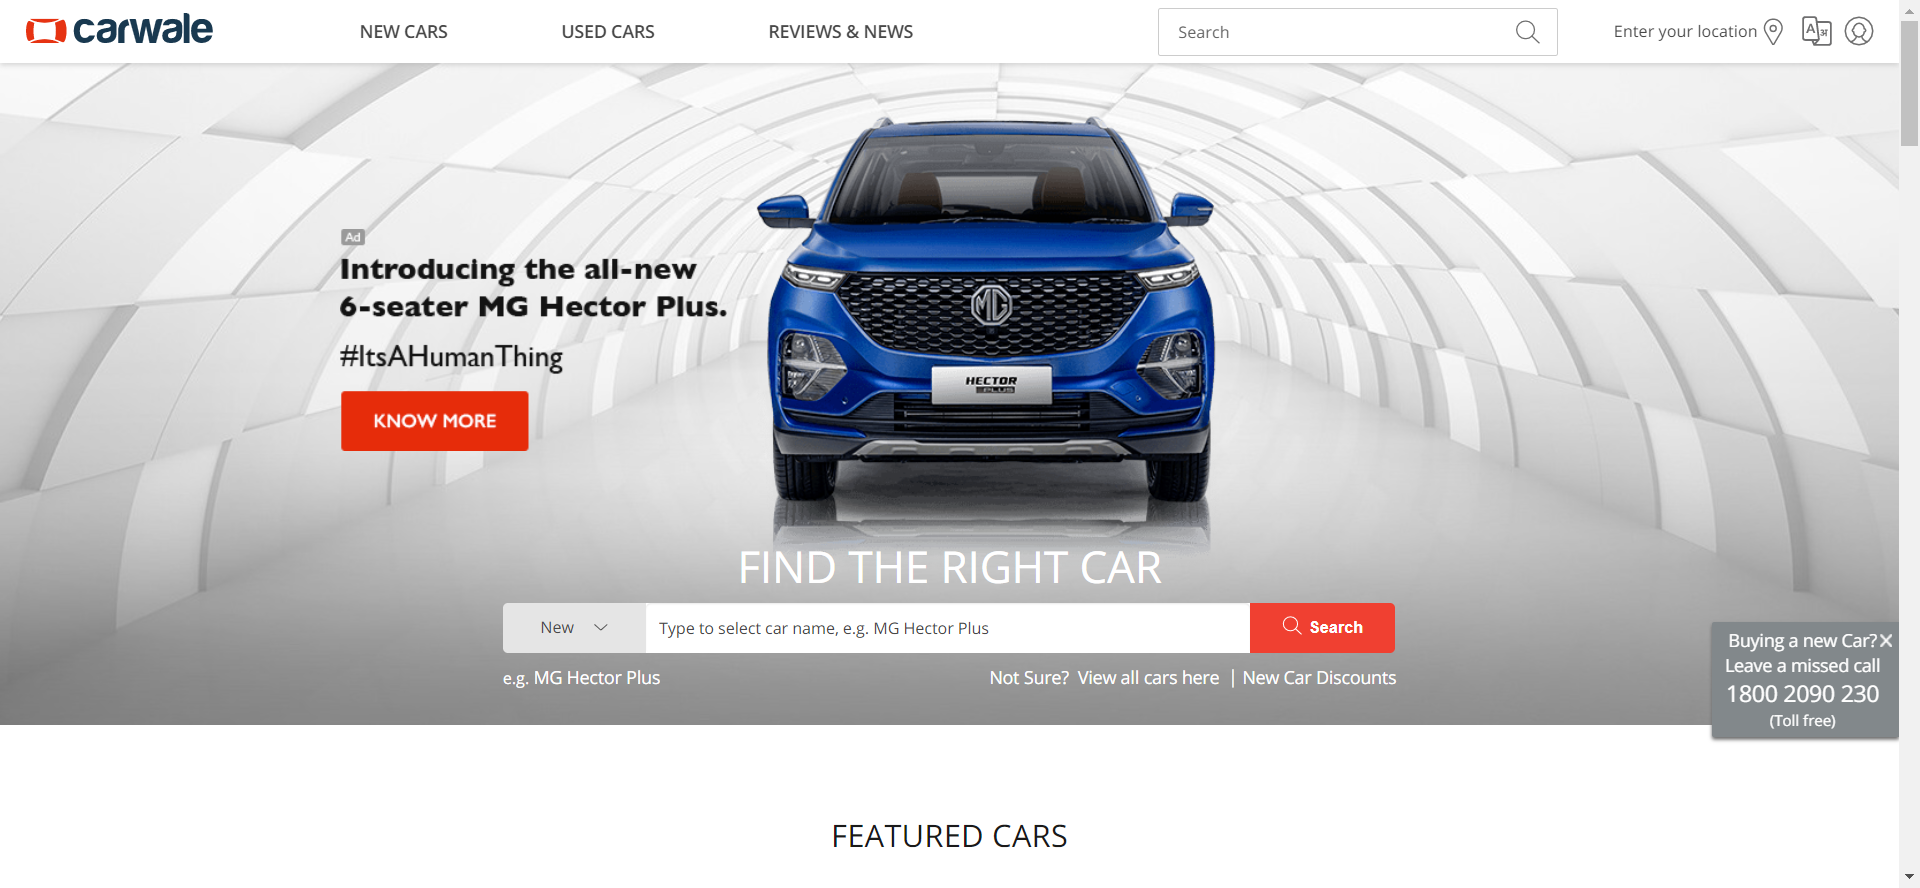 carwale
NEW CARS
USED CARS
REVIEWS & NEWS
Search
Enter your location
A अ
Ad
Introducing the all-new
6-seater MG Hector Plus.
#ItsAHumanThing
KNOW MORE
MG
HECTOR
PLUS
FIND THE RIGHT CAR
New
Type to select car name, e.g. MG Hector Plus
Search
e.g. MG Hector Plus
Not Sure? View all cars here | New Car Discounts
Buying a new Car?
Leave a missed call
1800 2090 230
(Toll free)
FEATURED CARS